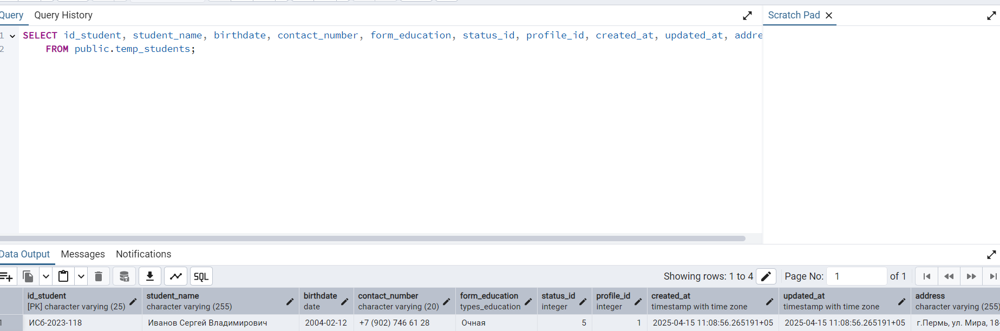 Query Query History
Scratch Pad
1 SELECT id_student, student_name, birthdate, contact_number, form_education, status_id, profile_id, created_at, updated_at, addre
2 FROM public.temp_students;
Data Output Messages Notifications
SQL Showing rows: 1 to 4 Page No: 1 of 1
id_student student_name birthdate contact_number form_education status_id profile_id created_at updated_at address
[PK] character varying (25) character varying (255) date character varying (20) types_education integer integer timestamp with time zone timestamp with time zone character varying (255)
1 ИСб-2023-118 Иванов Сергей Владимирович 2004-02-12 +7 (902) 746 61 28 Очная 5 1 2025-04-15 11:08:56.265191+05 2025-04-15 11:08:56.265191+05 г.Пермь, ул. Мира, 18